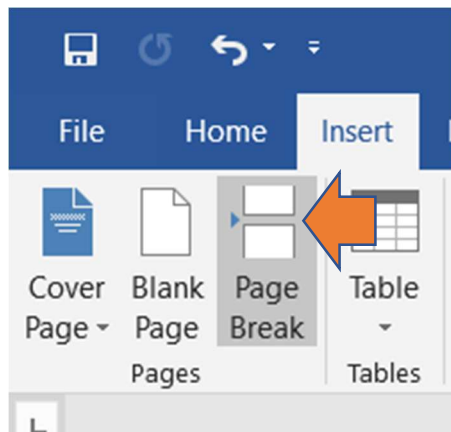 File Home Insert
Cover Blank Page Table
Page Page Break
Pages Tables